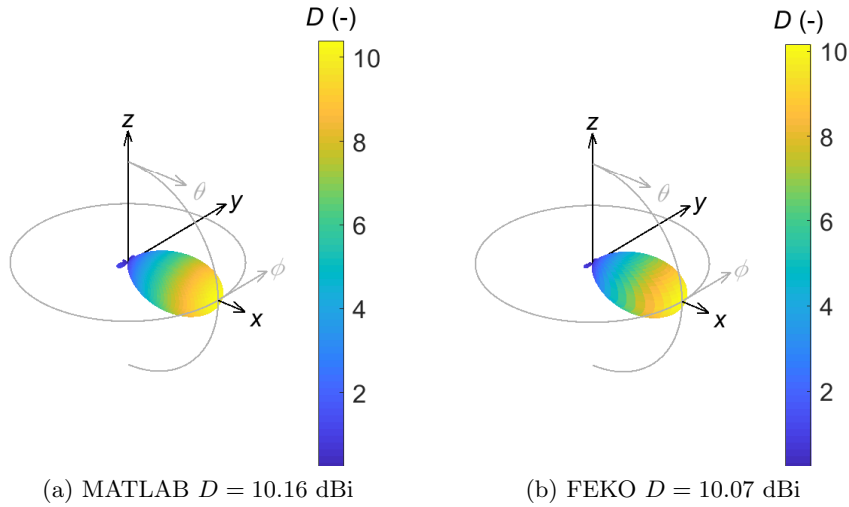 D (-)
10
8
6
4
2
z
θ
y
ϕ
x
(a) MATLAB D = 10.16 dBi
D (-)
10
8
6
4
2
z
θ
y
ϕ
x
(b) FEKO D = 10.07 dBi